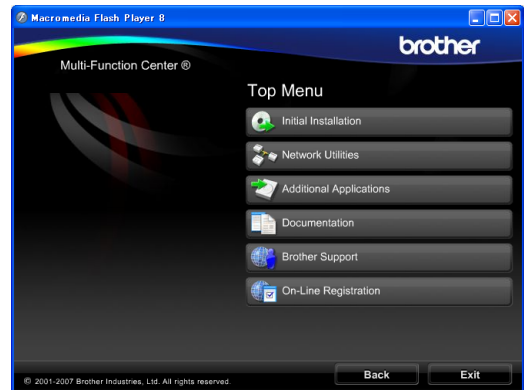 Macromedia Flash Player 8
brother
Multi-Function Center ®
Top Menu
Initial Installation
Network Utilities
Additional Applications
Documentation
Brother Support
On-Line Registration
Back
Exit
© 2001-2007 Brother Industries, Ltd. All rights reserved.